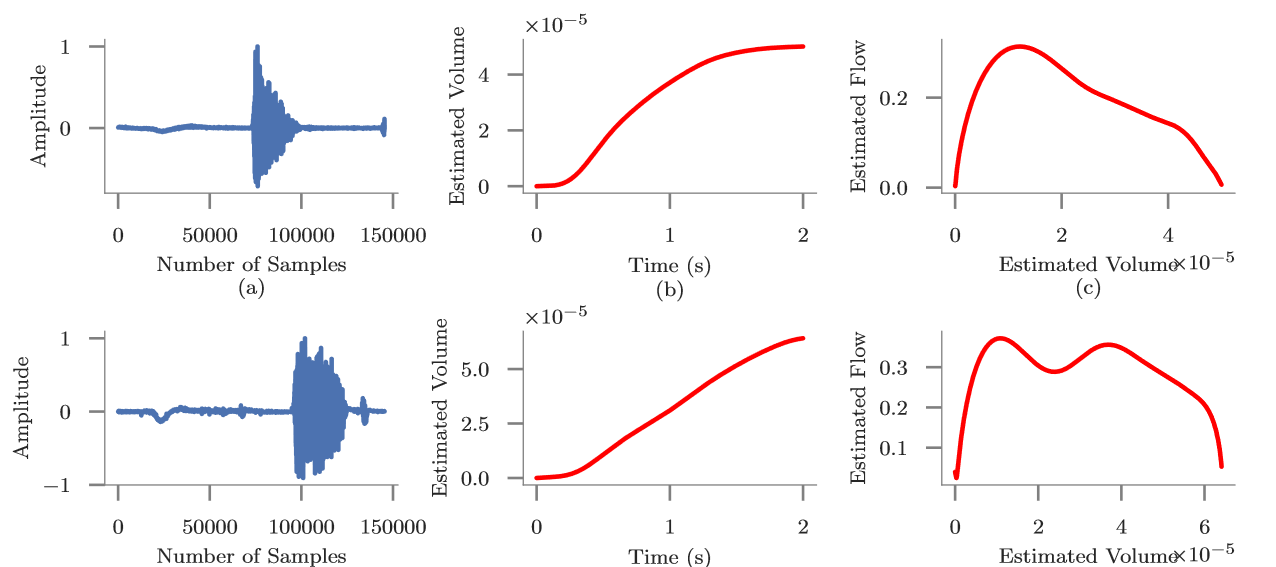 Amplitude
1
0
0
50000
100000
150000
Number of Samples
(a)
×10⁻⁵
Estimated Volume
4
2
0
0
1
2
Time (s)
(b)
Estimated Flow
0.2
0.0
0
2
4
Estimated Volume
×10⁻⁵
(c)
Amplitude
1
0
−1
0
50000
100000
150000
Number of Samples
×10⁻⁵
Estimated Volume
5.0
2.5
0.0
0
1
2
Time (s)
Estimated Flow
0.3
0.2
0.1
0
2
4
6
Estimated Volume
×10⁻⁵